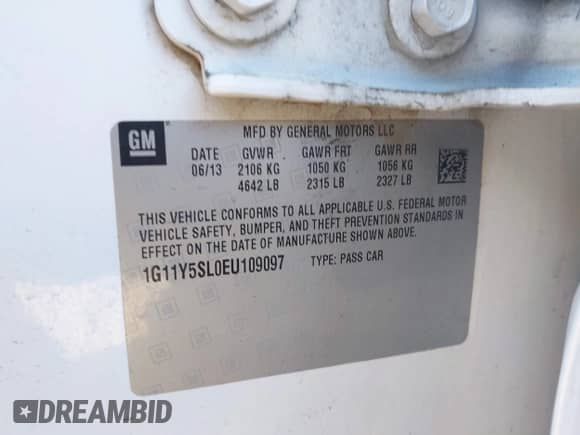 GM
MFD BY GENERAL MOTORS LLC
DATE GVWR GAWR FRT GAWR RR
06/13 2106 KG 1050 KG 1056 KG
4642 LB 2315 LB 2327 LB
THIS VEHICLE CONFORMS TO ALL APPLICABLE U.S. FEDERAL MOTOR
VEHICLE SAFETY, BUMPER, AND THEFT PREVENTION STANDARDS IN
EFFECT ON THE DATE OF MANUFACTURE SHOWN ABOVE.
1G11Y5SL0EU109097 TYPE: PASS CAR
DREAMBID